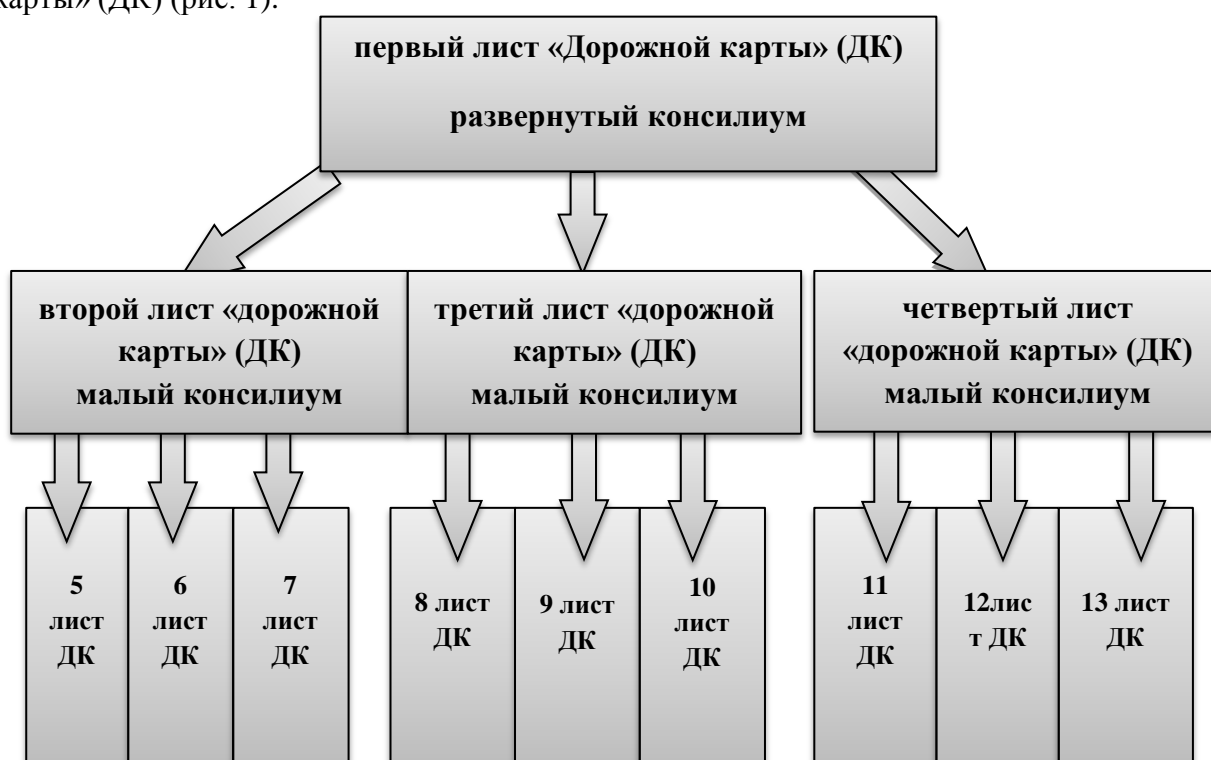 карты» (ДК) (рис. 1).
первый лист «Дорожной карты» (ДК)
развернутый консилиум
второй лист «дорожной
карты» (ДК)
малый консилиум
третий лист «дорожной
карты» (ДК)
малый консилиум
четвертый лист
«дорожной карты» (ДК)
малый консилиум
5
лист
ДК
6
лист
ДК
7
лист
ДК
8 лист
ДК
9 лист
ДК
10
лист
ДК
11
лист
ДК
12лис
т ДК
13 лист
ДК